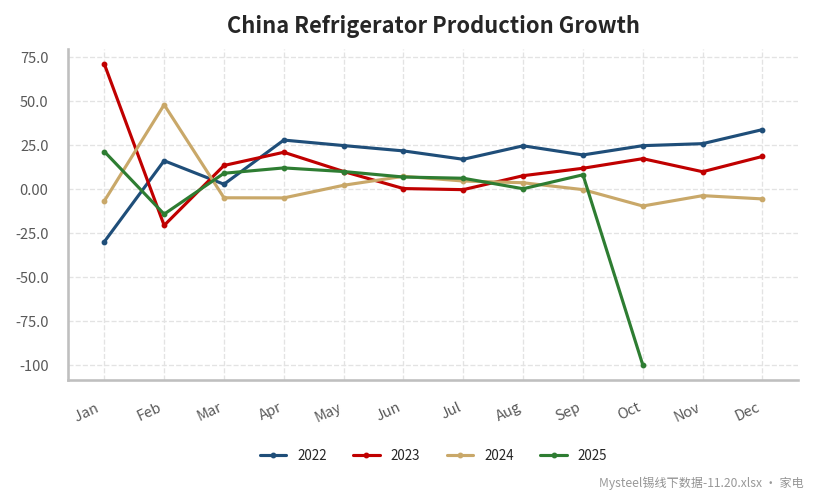 China Refrigerator Production Growth
75.0
50.0
25.0
0.00
-25.0
-50.0
-75.0
-100
Jan Feb Mar Apr May Jun Jul Aug Sep Oct Nov Dec
2022 2023 2024 2025
Mysteel锡线下数据-11.20.xlsx • 家电